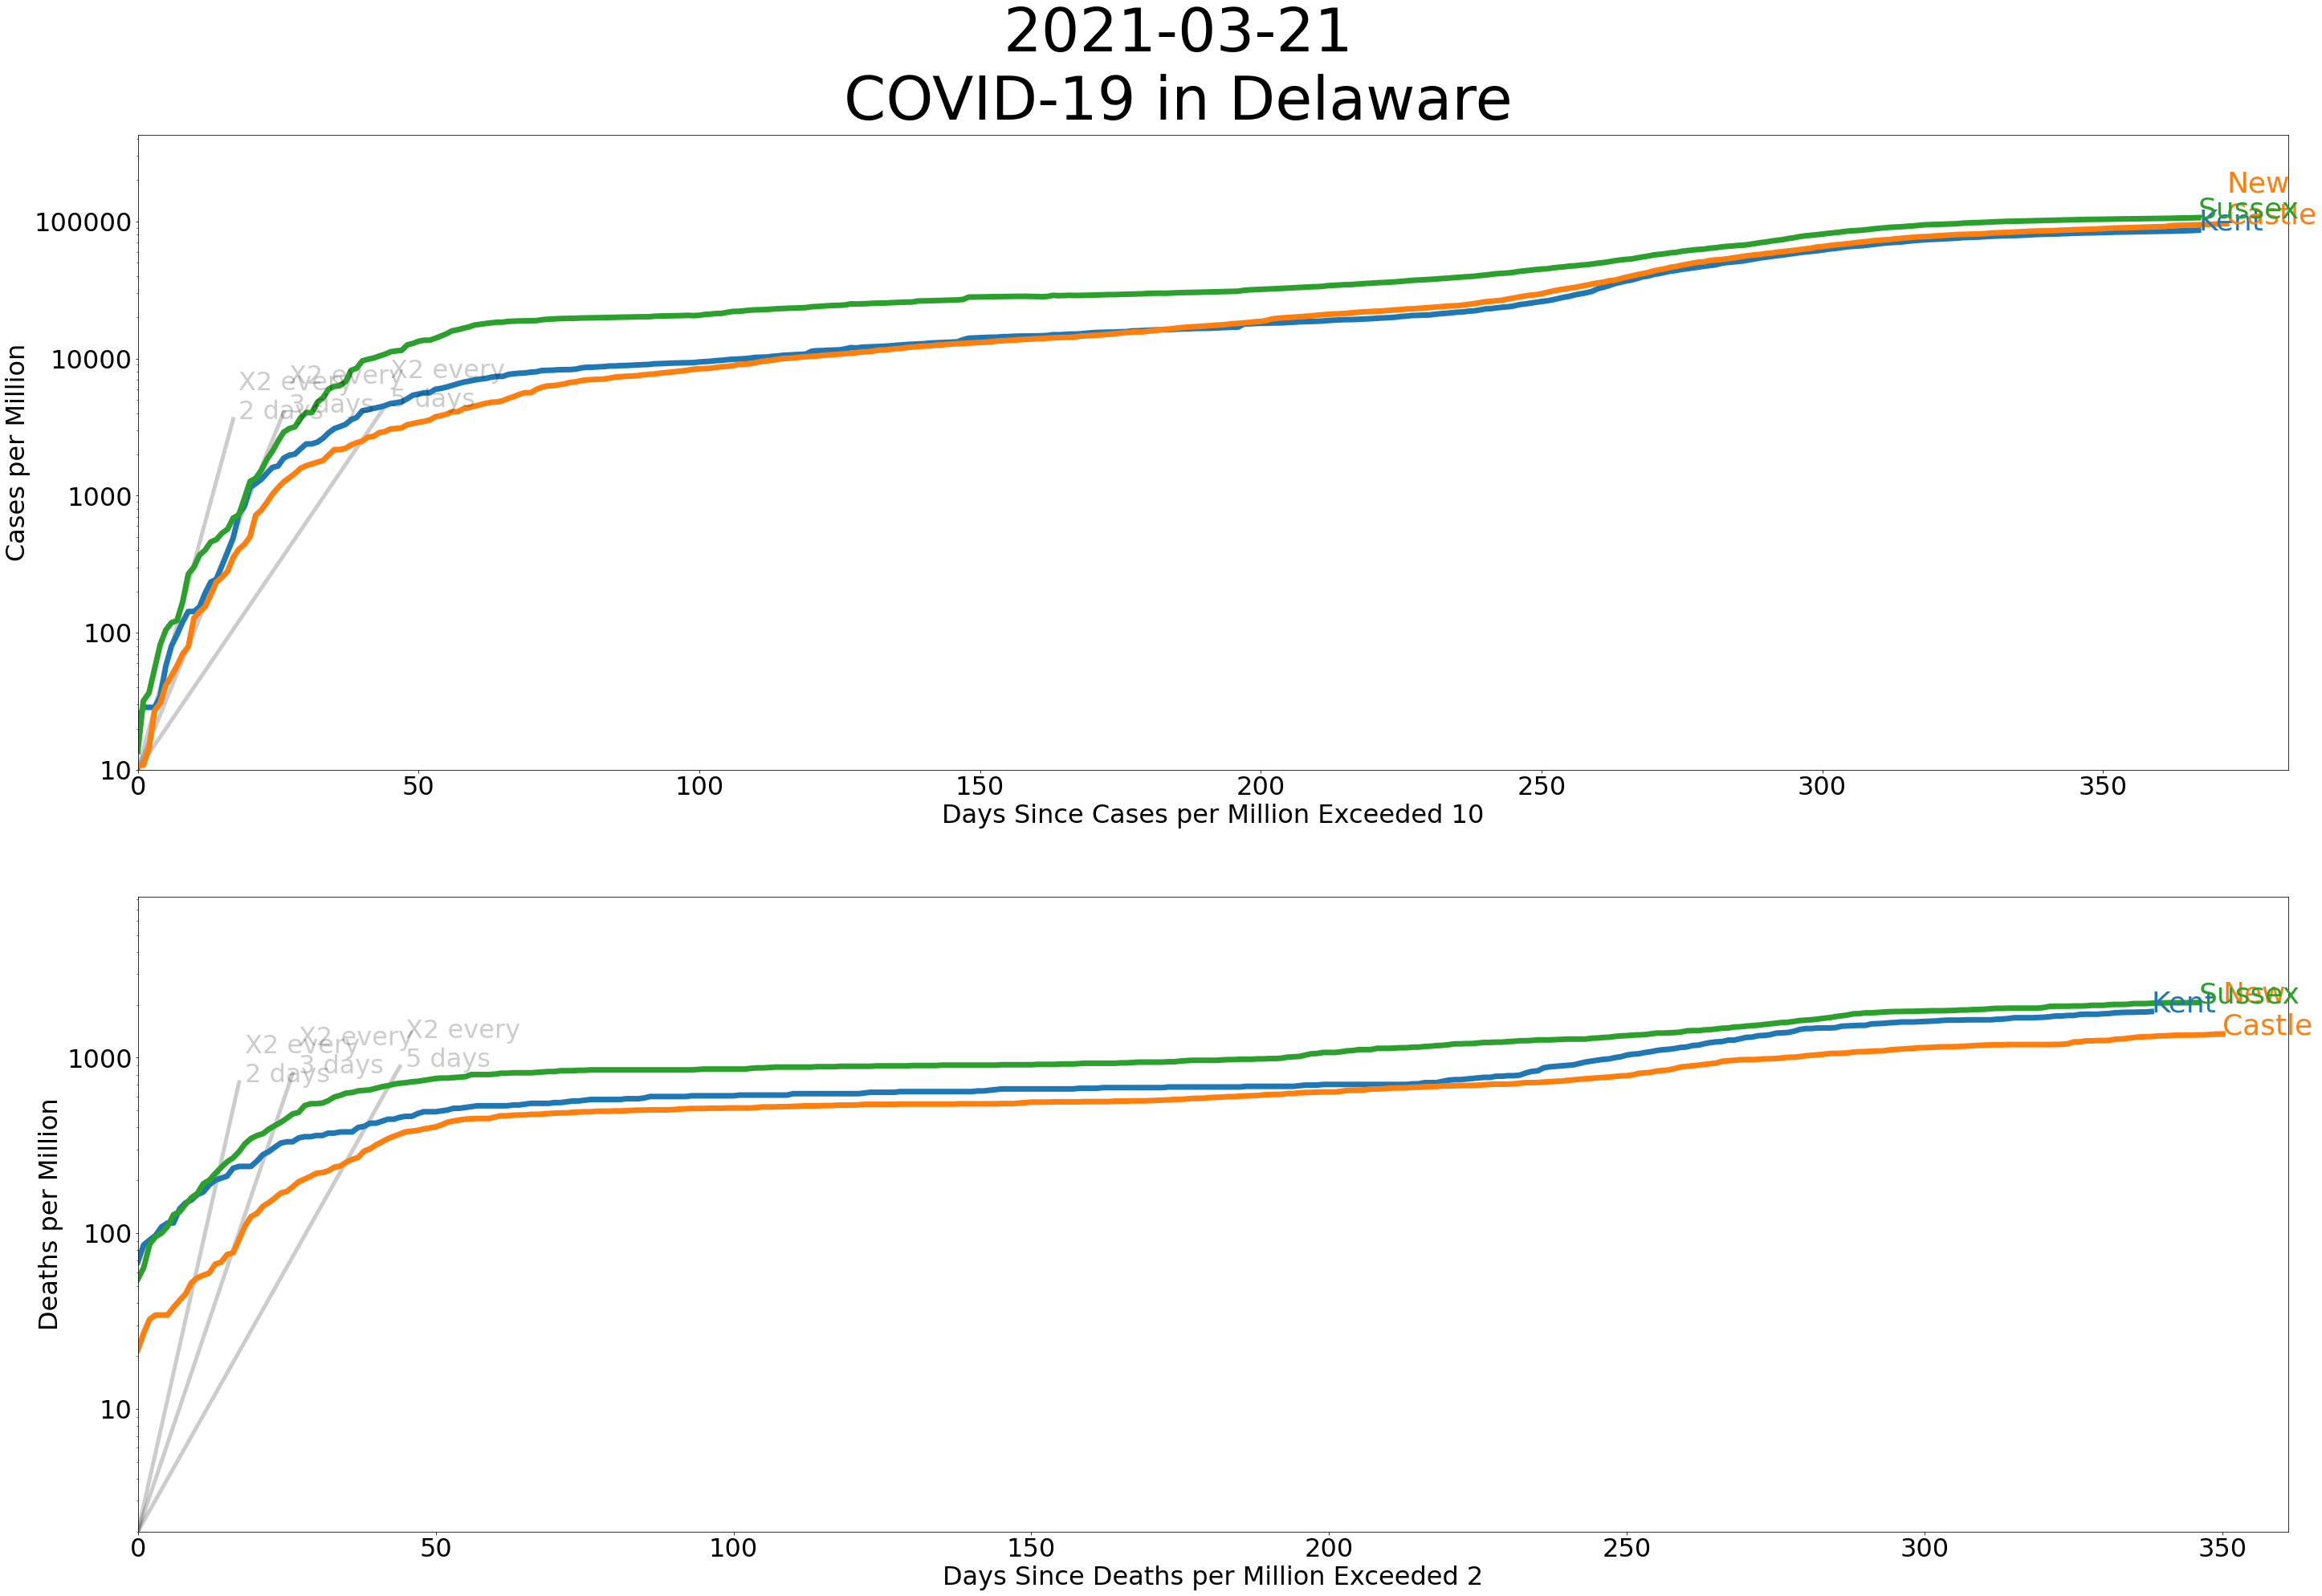 2021-03-21
COVID-19 in Delaware
Cases per Million
100000
10000
1000
100
10
New
Castle
Sussex
Kent
X2 every
2 days
X2 every
3 days
X2 every
5 days
0 50 100 150 200 250 300 350
Days Since Cases per Million Exceeded 10
Deaths per Million
1000
100
10
Kent
Sussex
New
Castle
X2 every
2 days
X2 every
3 days
X2 every
5 days
0 50 100 150 200 250 300 350
Days Since Deaths per Million Exceeded 2